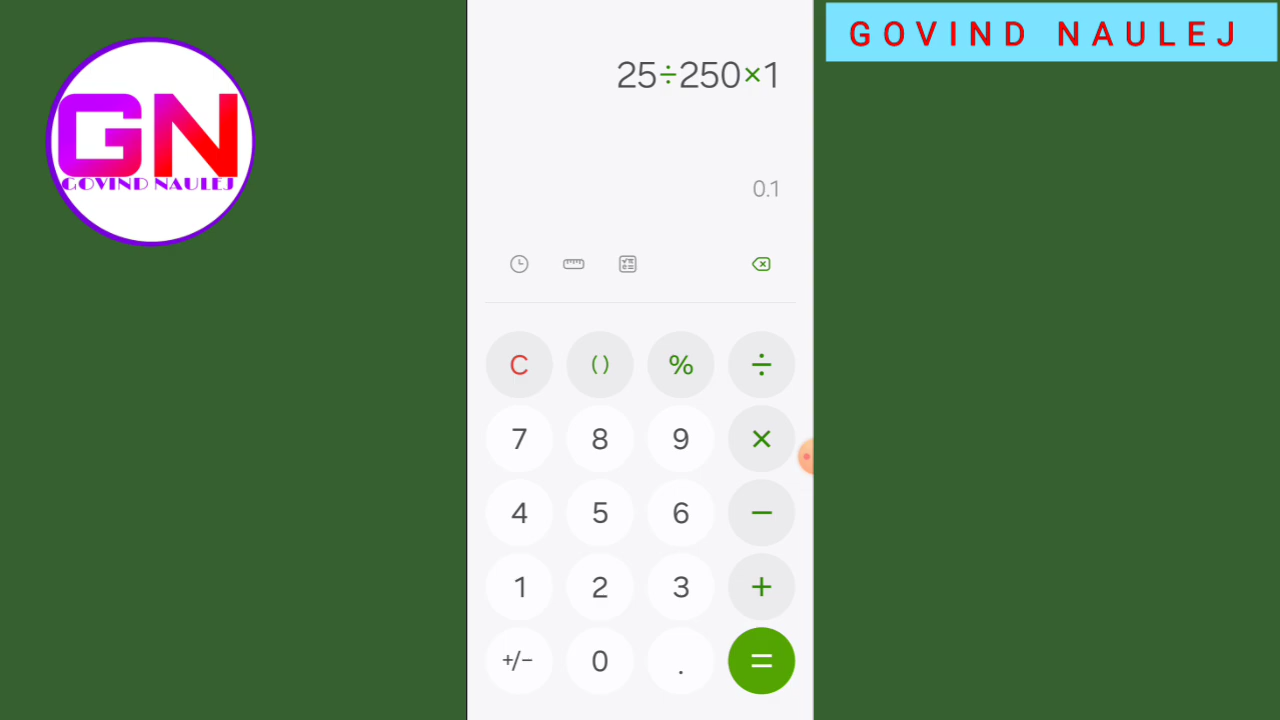 GN
GOVIND NAULEJ
GOVIND NAULEJ
25÷250×1
0.1
C ( ) % ÷
7 8 9 ×
4 5 6 −
1 2 3 +
+/− 0 . =